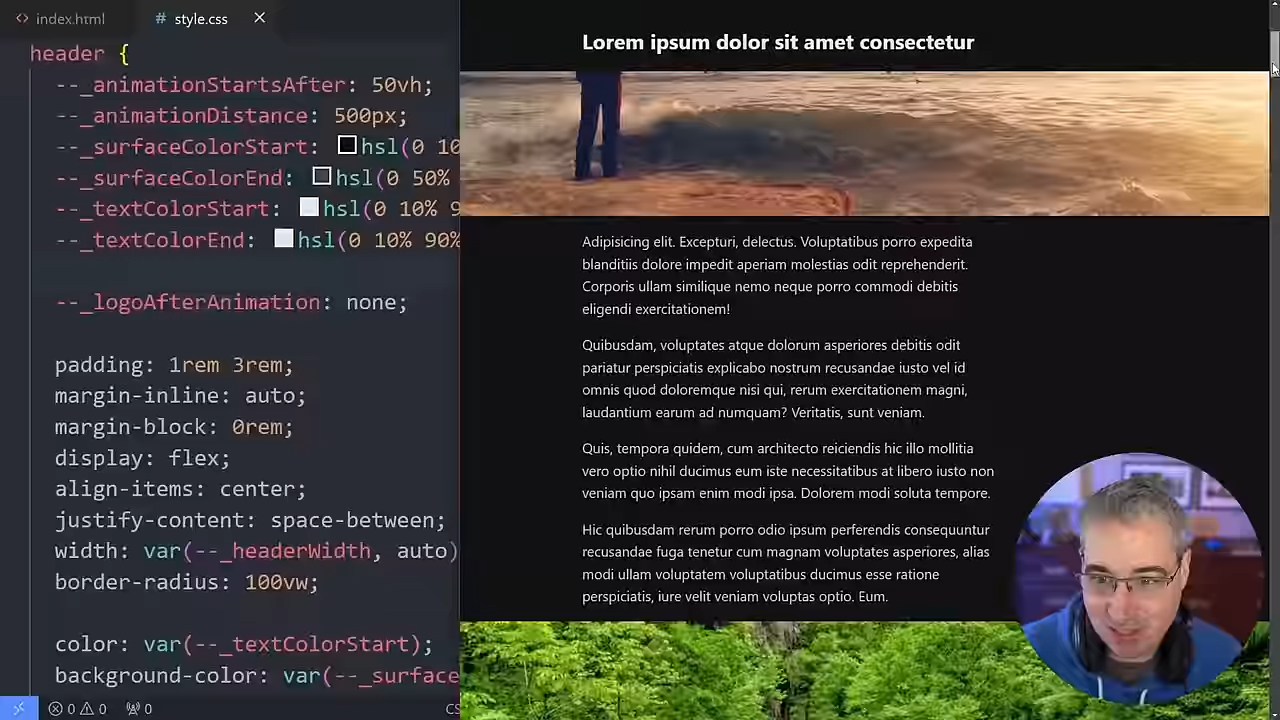 index.html
# style.css
header {
--_animationStartsAfter: 50vh;
--_animationDistance: 500px;
--_surfaceColorStart: hsl(0 10
--_surfaceColorEnd: hsl(0 50%
--_textColorStart: hsl(0 10% 9
--_textColorEnd: hsl(0 10% 90%
--_logoAfterAnimation: none;
padding: 1rem 3rem;
margin-inline: auto;
margin-block: 0rem;
display: flex;
align-items: center;
justify-content: space-between;
width: var(--_headerWidth, auto)
border-radius: 100vw;
color: var(--_textColorStart);
background-color: var(--_surface
0 0 0
CS
Lorem ipsum dolor sit amet consectetur
Adipisicing elit. Excepturi, delectus. Voluptatibus porro expedita
blanditiis dolore impedit aperiam molestias odit reprehenderit.
Corporis ullam similique nemo neque porro commodi debitis
eligendi exercitationem!
Quibusdam, voluptates atque dolorum asperiores debitis odit
pariatur perspiciatis explicabo nostrum recusandae iusto vel id
omnis quod doloremque nisi qui, rerum exercitationem magni,
laudantium earum ad numquam? Veritatis, sunt veniam.
Quis, tempora quidem, cum architecto reiciendis hic illo mollitia
vero optio nihil ducimus eum iste necessitatibus at libero iusto non
veniam quo ipsam enim modi ipsa. Dolorem modi soluta tempore.
Hic quibusdam rerum porro odio ipsum perferendis consequuntur
recusandae fuga tenetur cum magnam voluptates asperiores, alias
modi ullam voluptatem voluptatibus ducimus esse ratione
perspiciatis, iure velit veniam voluptas optio. Eum.